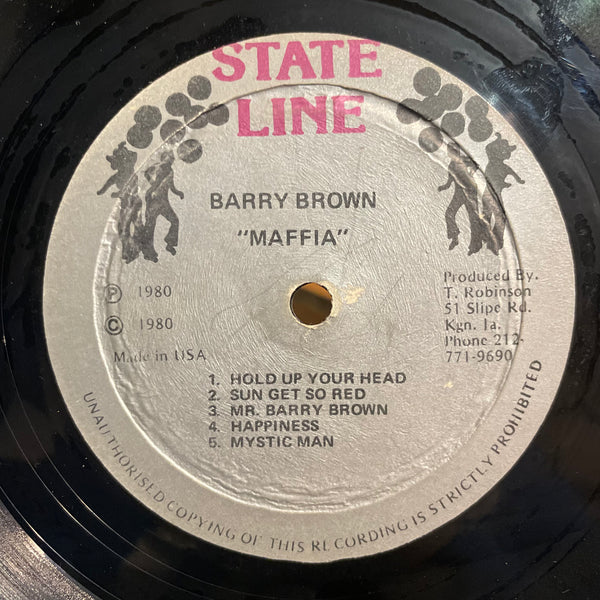 STATE
LINE
BARRY BROWN
"MAFFIA"
Ⓟ 1980
© 1980
Made in USA
Produced By.
T. Robinson
51 Slipe Rd.
Kgn. 1a.
Phone 212-
771-9690
1. HOLD UP YOUR HEAD
2. SUN GET SO RED
3. MR. BARRY BROWN
4. HAPPINESS
5. MYSTIC MAN
UNAUTHORISED COPYING OF THIS RECORDING IS STRICTLY PROHIBITED